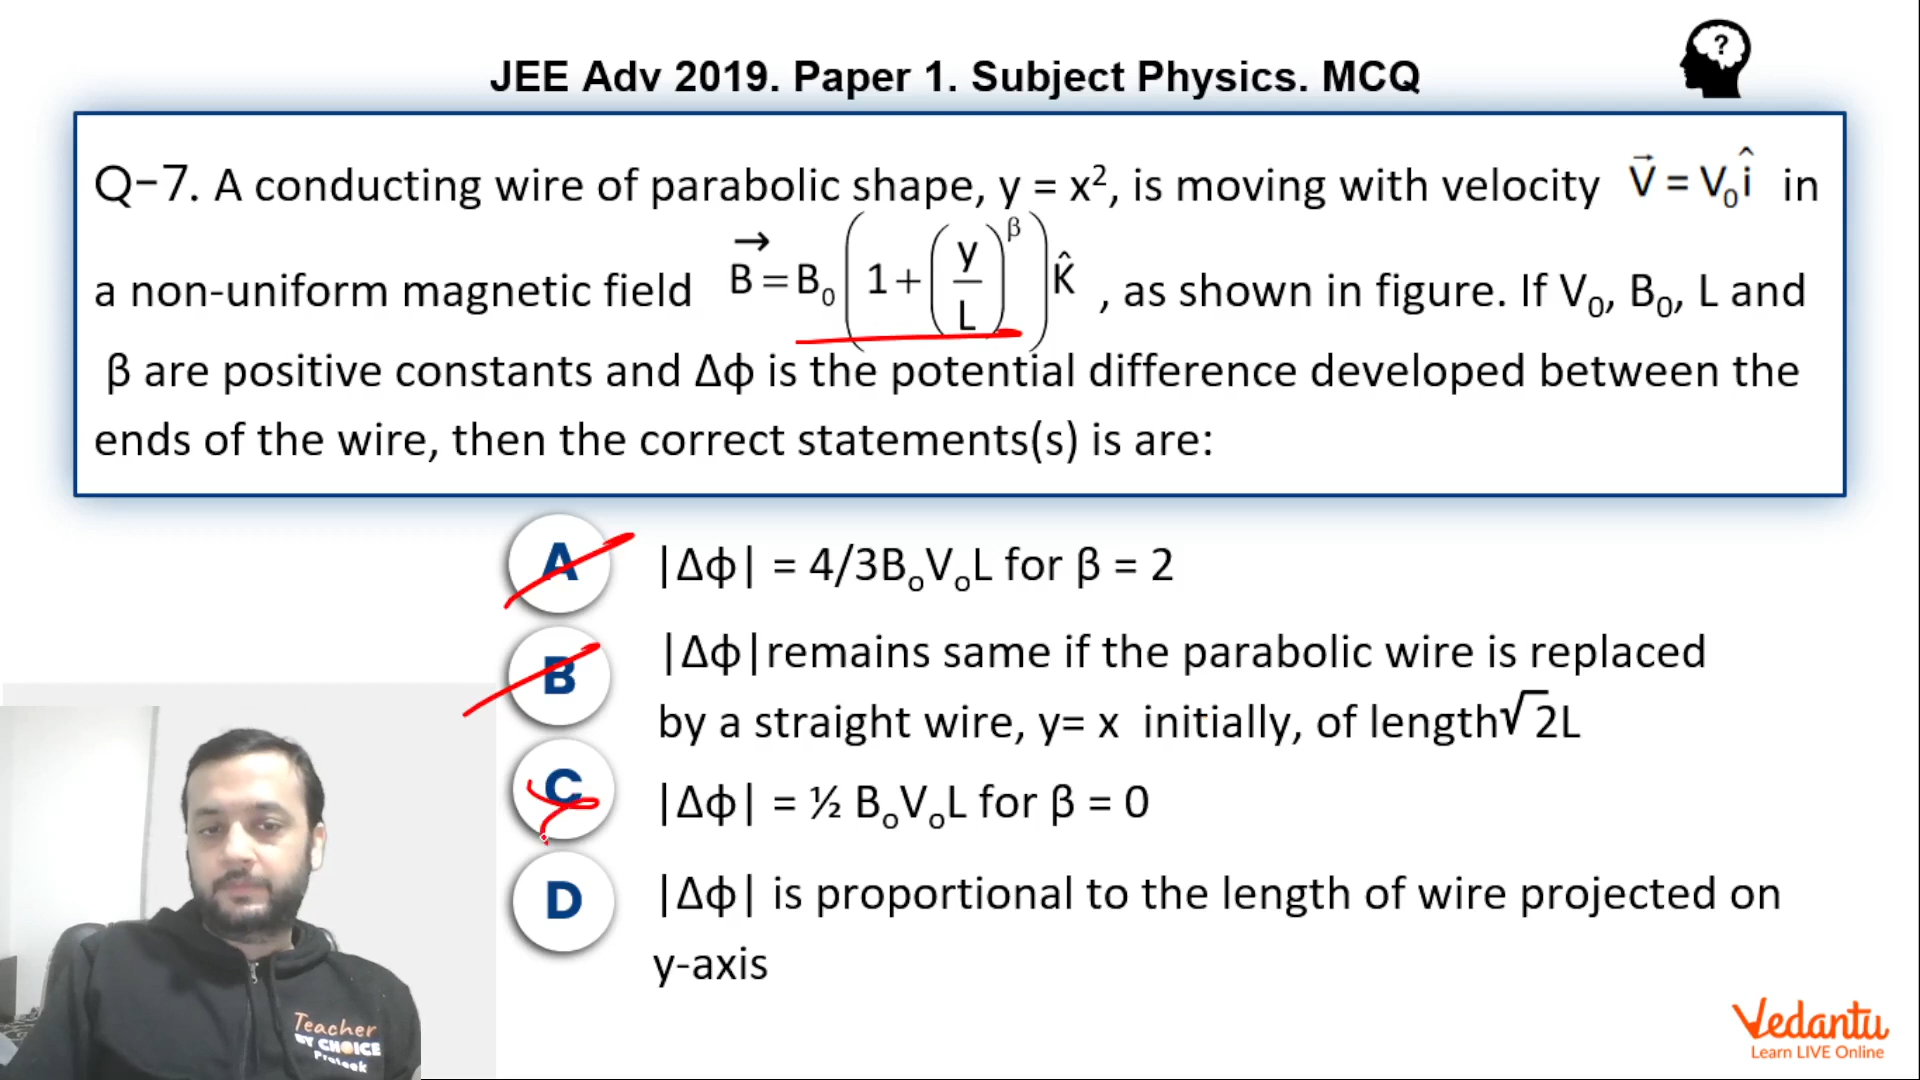 ?
JEE Adv 2019. Paper 1. Subject Physics. MCQ
Q-7. A conducting wire of parabolic shape, y = x², is moving with velocity V⃗ = V₀î in
a non-uniform magnetic field B⃗ = B₀(1+(y/L)^β)K̂ , as shown in figure. If V₀, B₀, L and
β are positive constants and Δϕ is the potential difference developed between the
ends of the wire, then the correct statements(s) is are:
A |Δϕ| = 4/3BₒVₒL for β = 2
B |Δϕ|remains same if the parabolic wire is replaced
by a straight wire, y= x initially, of length√2L
C |Δϕ| = ½ BₒVₒL for β = 0
D |Δϕ| is proportional to the length of wire projected on
y-axis
Teacher
BY CHOICE
Prateek
Vedantu
Learn LIVE Online